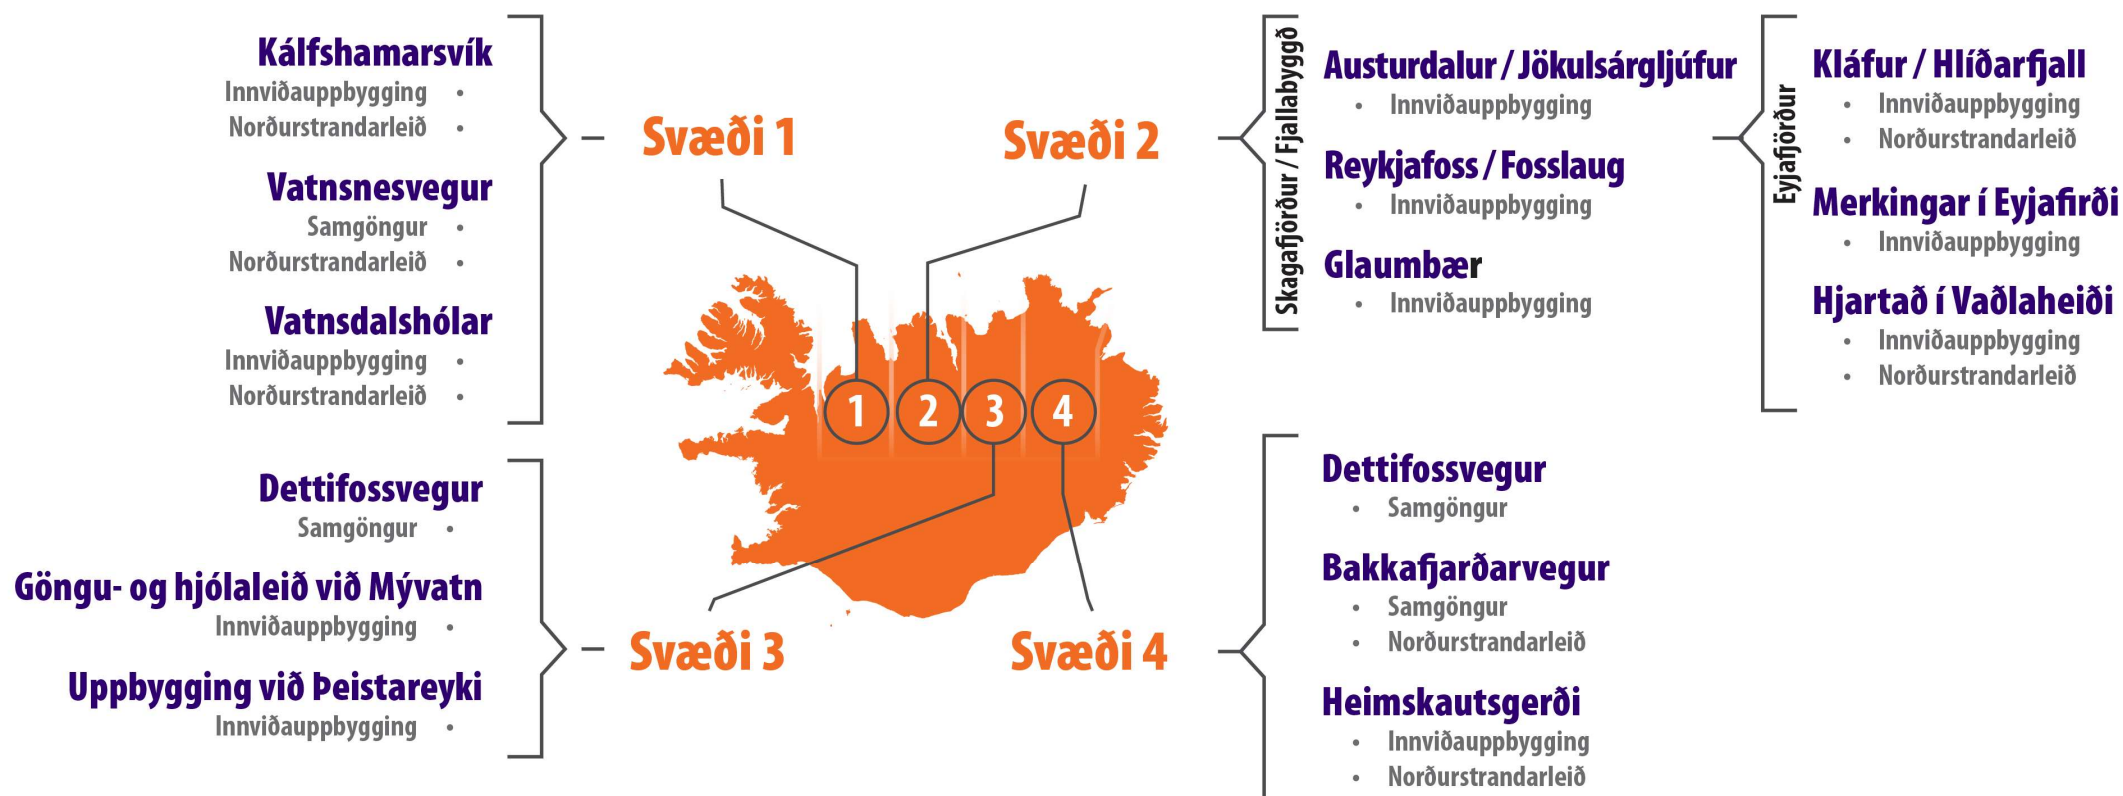 Kálfshamarsvík
Innviðauppbygging •
Norðurstrandarleið •
Vatnsnesvegur
Samgöngur •
Norðurstrandarleið •
Vatnsdalshólar
Innviðauppbygging •
Norðurstrandarleið •
Svæði 1
Svæði 2
Skagafjörður / Fjallabyggð
Austurdalur / Jökulsárgljúfur
• Innviðauppbygging
Reykjafoss / Fosslaug
• Innviðauppbygging
Glaumbær
• Innviðauppbygging
Eyjafjörður
Kláfur / Hlíðarfjall
• Innviðauppbygging
• Norðurstrandarleið
Merkingar í Eyjafirði
• Innviðauppbygging
Hjartað í Vaðlaheiði
• Innviðauppbygging
• Norðurstrandarleið
1 2 3 4
Dettifossvegur
Samgöngur •
Göngu- og hjólaleið við Mývatn
Innviðauppbygging •
Uppbygging við Þeistareyki
Innviðauppbygging •
Svæði 3
Svæði 4
Dettifossvegur
• Samgöngur
Bakkafjarðarvegur
• Samgöngur
• Norðurstrandarleið
Heimskautsgerði
• Innviðauppbygging
• Norðurstrandarleið